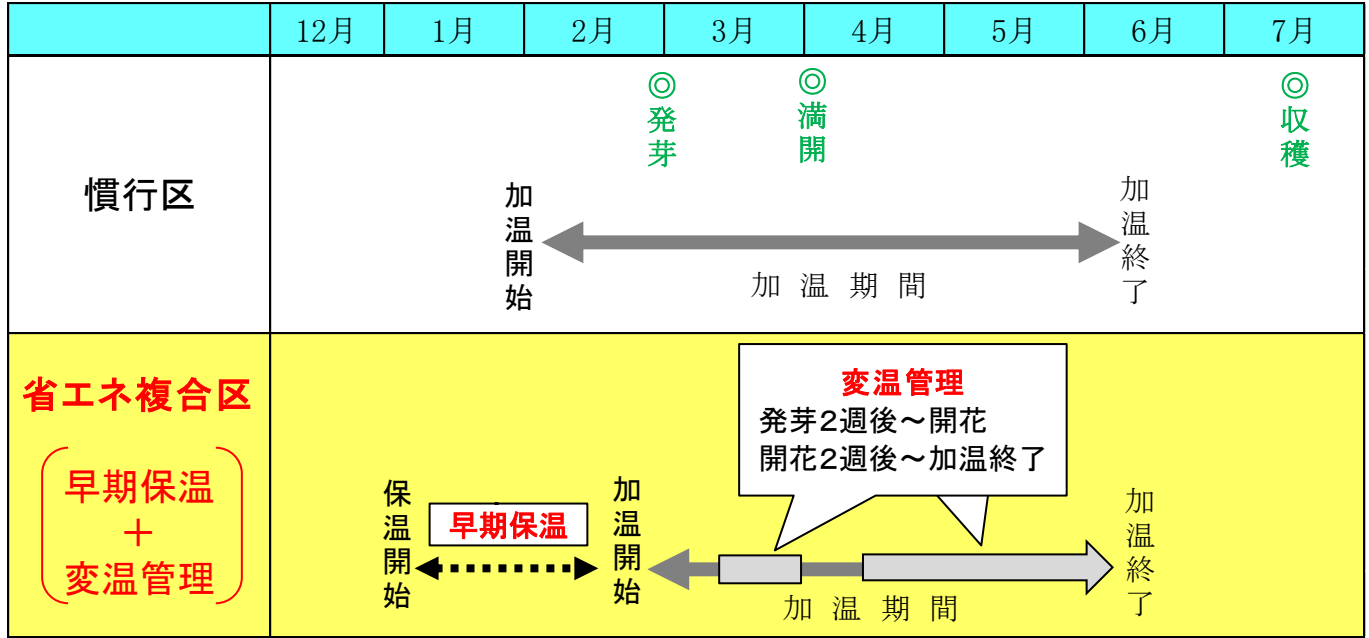 12月 1月 2月 3月 4月 5月 6月 7月
慣行区
◎発芽
◎満開
◎収穫
加温開始
加温期間
加温終了
省エネ複合区
早期保温
＋
変温管理
保温開始
早期保温
加温開始
変温管理
発芽2週後～開花
開花2週後～加温終了
加温期間
加温終了